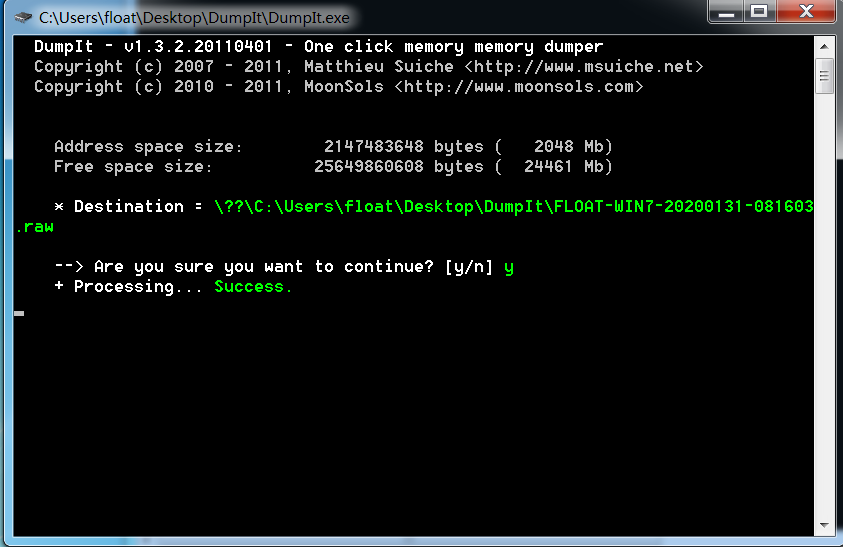 C:\Users\float\Desktop\DumpIt\DumpIt.exe
DumpIt - v1.3.2.20110401 - One click memory memory dumper
Copyright (c) 2007 - 2011, Matthieu Suiche <http://www.msuiche.net>
Copyright (c) 2010 - 2011, MoonSols <http://www.moonsols.com>
Address space size:        2147483648 bytes (   2048 Mb)
Free space size:          25649860608 bytes (  24461 Mb)
* Destination = \??\C:\Users\float\Desktop\DumpIt\FLOAT-WIN7-20200131-081603
.raw
--> Are you sure you want to continue? [y/n] y
+ Processing... Success.